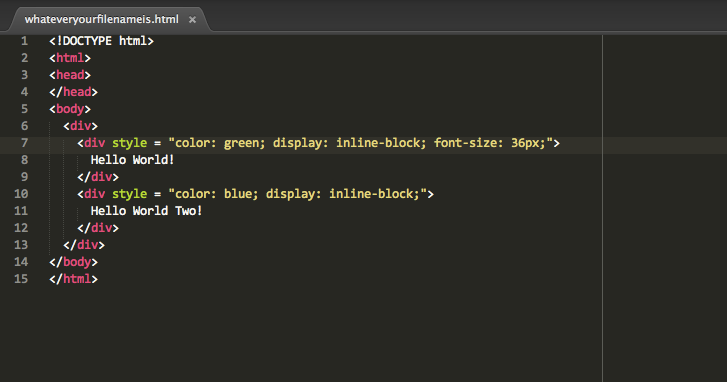 whateveryourfilenameis.html ×
1 <!DOCTYPE html>
2 <html>
3 <head>
4 </head>
5 <body>
6   <div>
7     <div style = "color: green; display: inline-block; font-size: 36px;">
8       Hello World!
9     </div>
10     <div style = "color: blue; display: inline-block;">
11       Hello World Two!
12     </div>
13   </div>
14 </body>
15 </html>